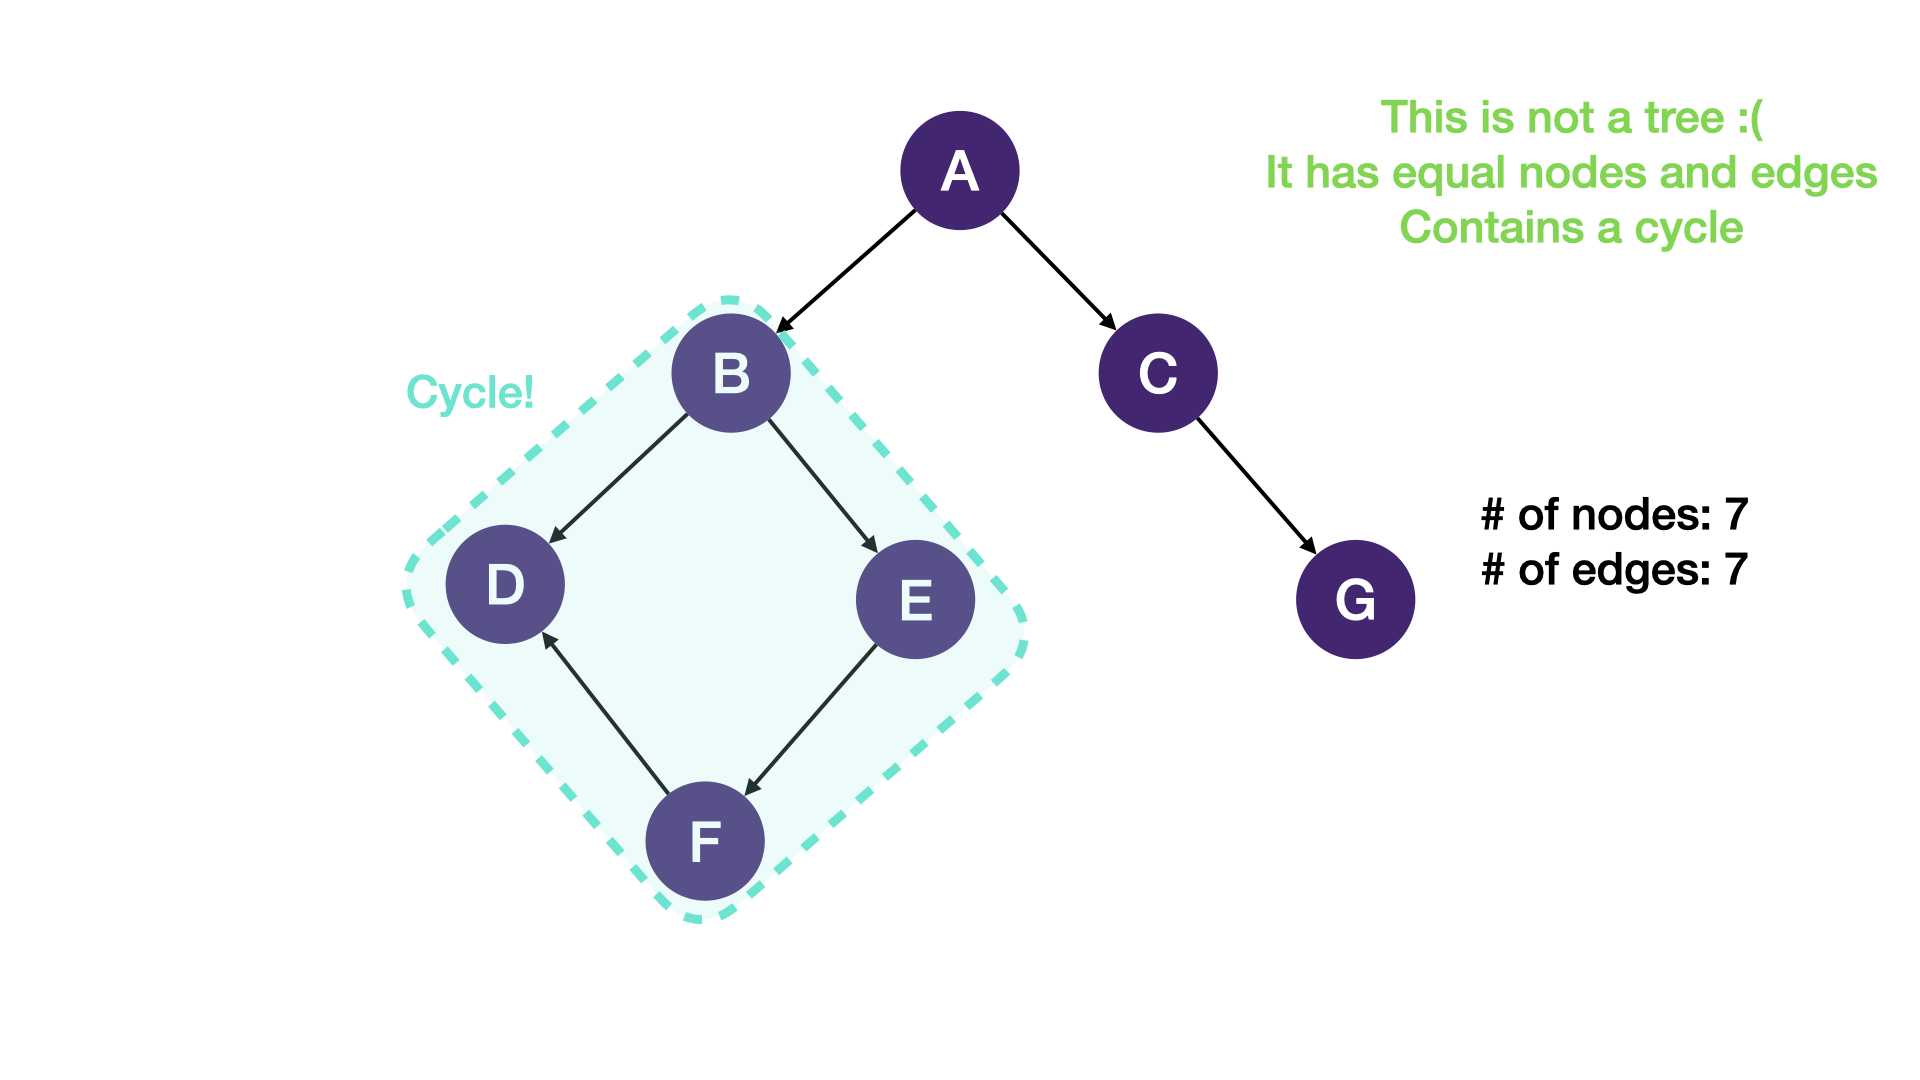 This is not a tree :(
It has equal nodes and edges
Contains a cycle
A
B
C
Cycle!
D
E
G
# of nodes: 7
# of edges: 7
F